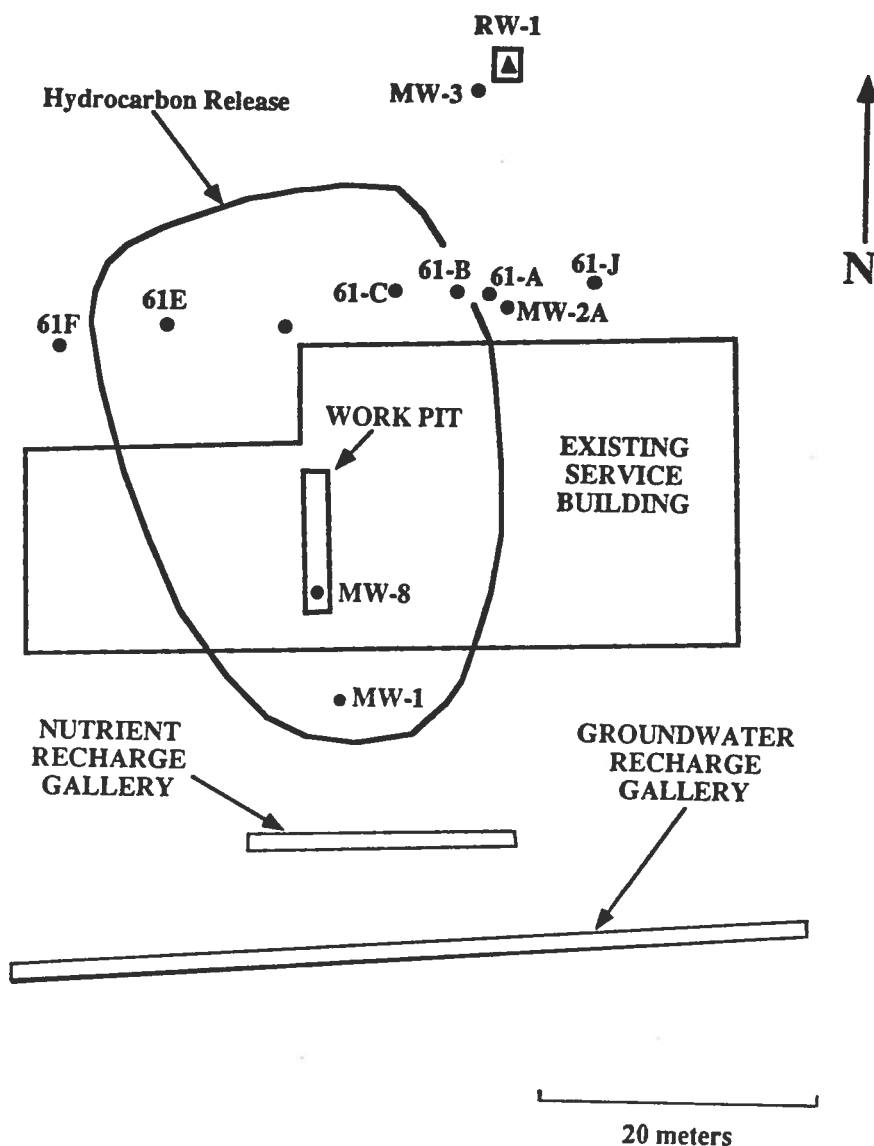 RW-1
MW-3
Hydrocarbon Release
N
61-J
61-B
61-A
61-C
MW-2A
61E
61F
WORK PIT
EXISTING
SERVICE
BUILDING
MW-8
MW-1
NUTRIENT
RECHARGE
GALLERY
GROUNDWATER
RECHARGE
GALLERY
20 meters